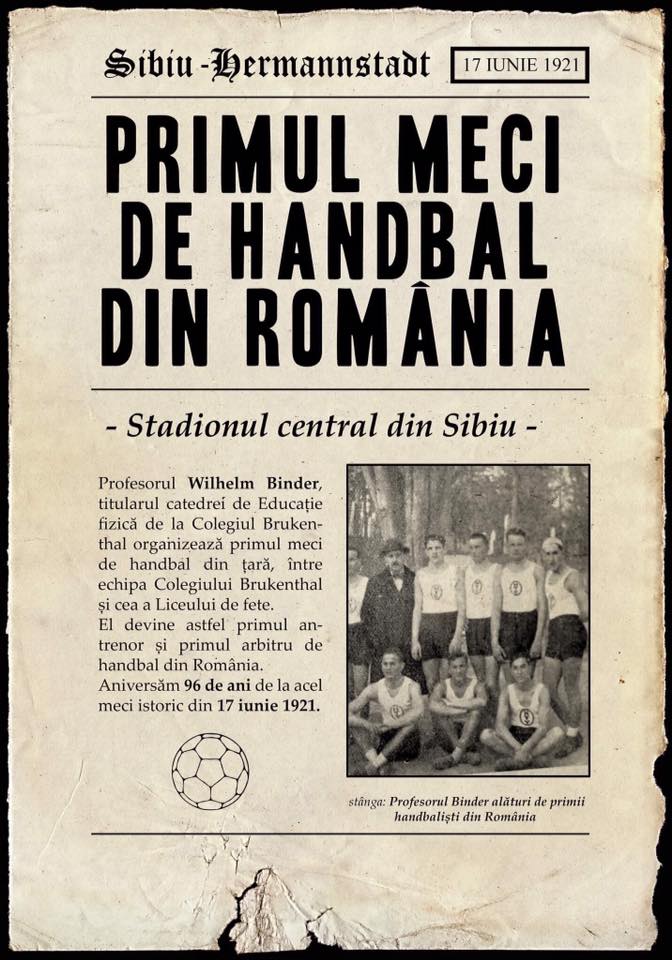 Sibiu - Hermannstadt
17 IUNIE 1921
PRIMUL MECI
DE HANDBAL
DIN ROMÂNIA
- Stadionul central din Sibiu -
Profesorul Wilhelm Binder,
titularul catedrei de Educație
fizică de la Colegiul Bruken-
thal organizează primul meci
de handbal din țară, între
echipa Colegiului Brukenthal
și cea a Liceului de fete.
El devine astfel primul an-
trenor și primul arbitru de
handbal din România.
Aniversăm 96 de ani de la acel
meci istoric din 17 iunie 1921.
stânga: Profesorul Binder alături de primii
handbaliști din România